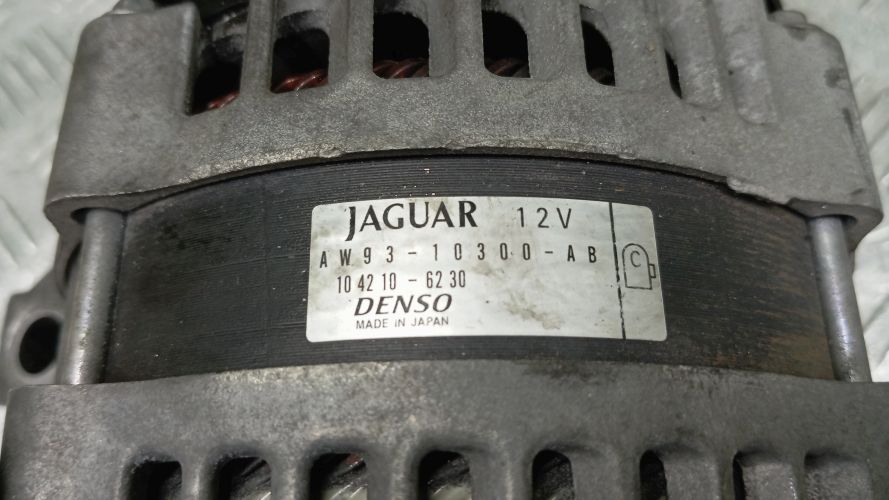 JAGUAR 12V
AW93-10300-AB
104210-6230
DENSO
MADE IN JAPAN
C